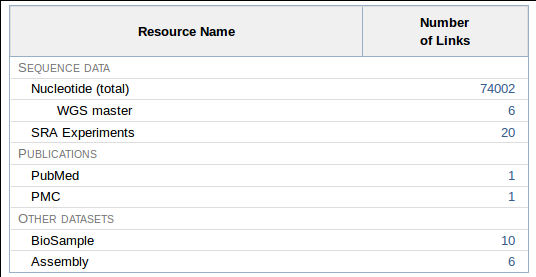 Resource Name
Number
of Links
SEQUENCE DATA
Nucleotide (total) 74002
WGS master 6
SRA Experiments 20
PUBLICATIONS
PubMed 1
PMC 1
OTHER DATASETS
BioSample 10
Assembly 6